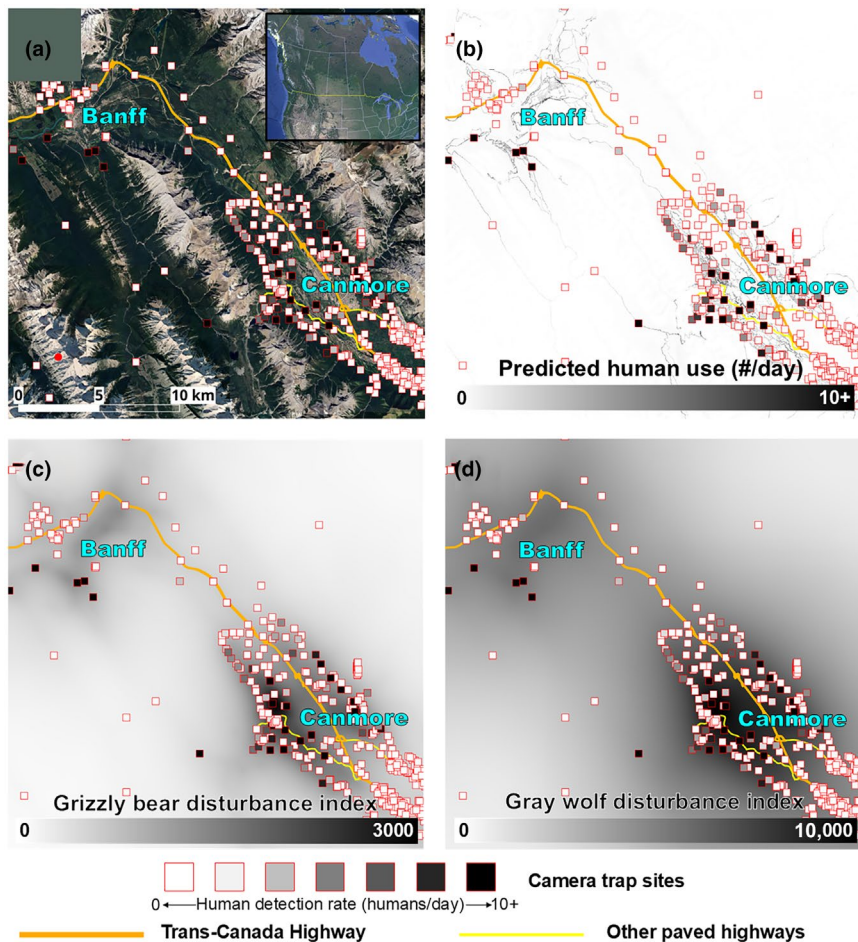 (a)
Banff
Canmore
0 5 10 km
(b)
Banff
Canmore
Predicted human use (#/day)
0 10+
(c)
Banff
Canmore
Grizzly bear disturbance index
0 3000
(d)
Banff
Canmore
Gray wolf disturbance index
0 10,000
Camera trap sites
0 Human detection rate (humans/day) 10+
Trans-Canada Highway
Other paved highways